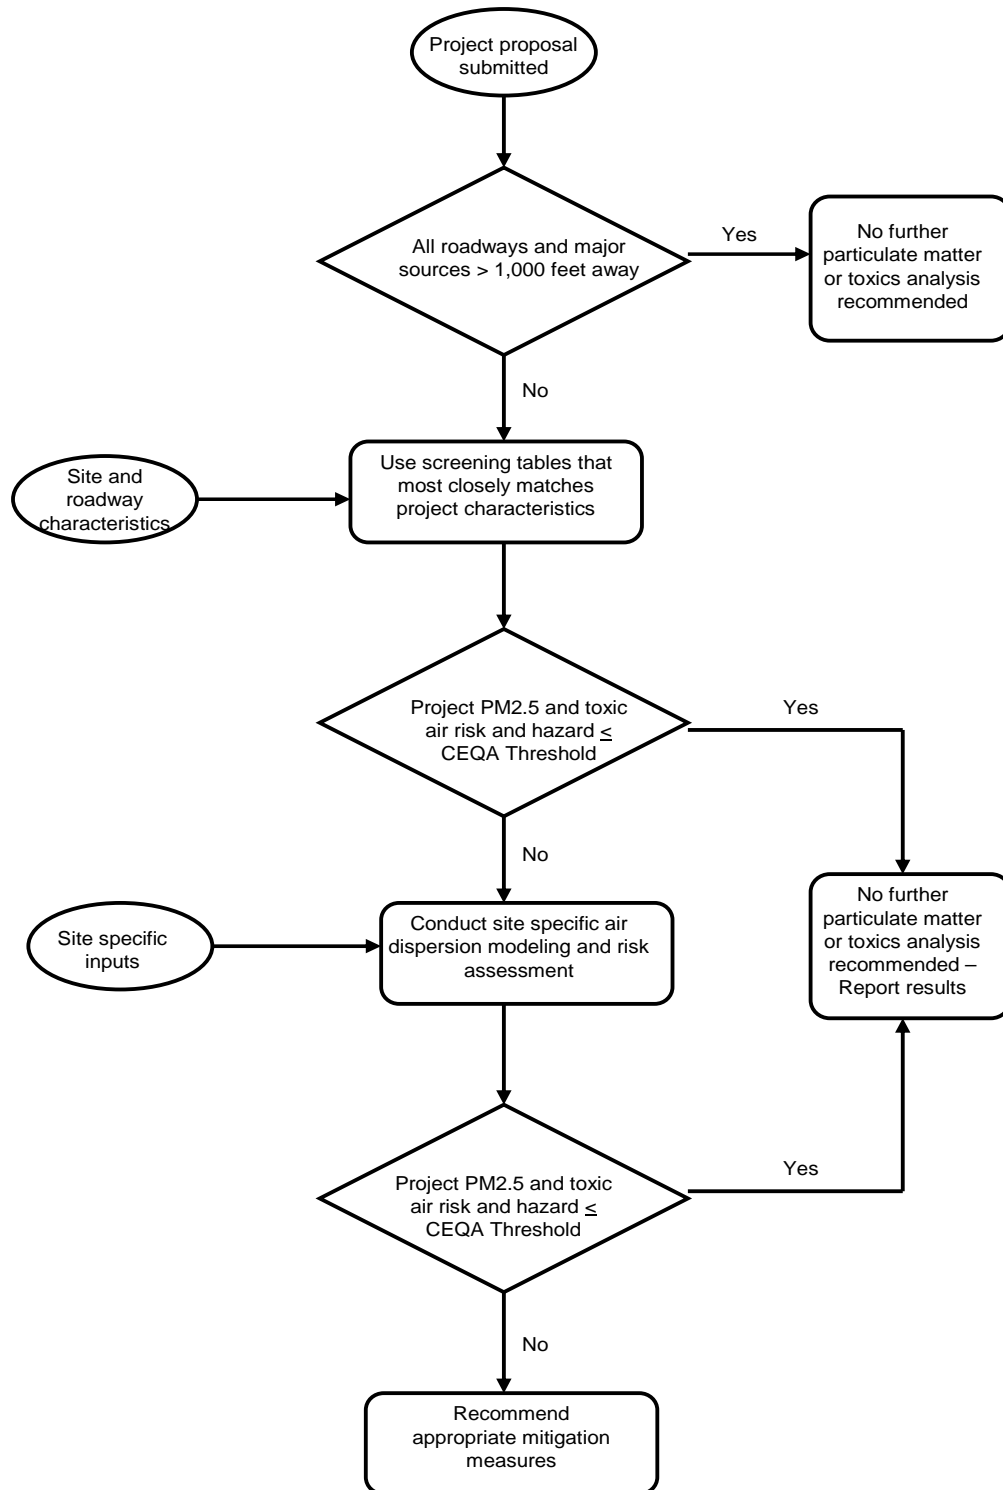 Project proposal
submitted
All roadways and major
sources > 1,000 feet away
Yes
No further
particulate matter
or toxics analysis
recommended
No
Site and
roadway
characteristics
Use screening tables that
most closely matches
project characteristics
Project PM2.5 and toxic
air risk and hazard ≤
CEQA Threshold
Yes
No
Site specific
inputs
Conduct site specific air
dispersion modeling and risk
assessment
No further
particulate matter
or toxics analysis
recommended –
Report results
Project PM2.5 and toxic
air risk and hazard ≤
CEQA Threshold
Yes
No
Recommend
appropriate mitigation
measures